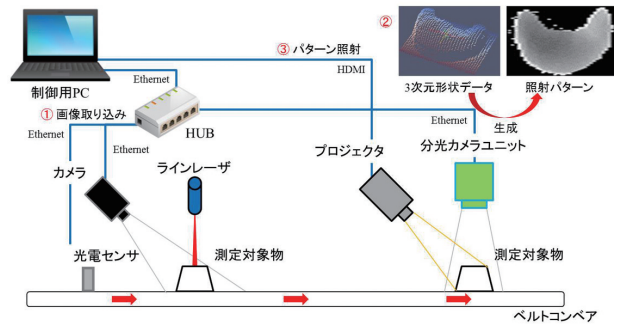 ②
③ パターン照射
HDMI
3次元形状データ
照射パターン
生成
制御用PC
Ethernet
① 画像取り込み
Ethernet
HUB
Ethernet
Ethernet
分光カメラユニット
カメラ
ラインレーザ
プロジェクタ
光電センサ
測定対象物
測定対象物
ベルトコンベア